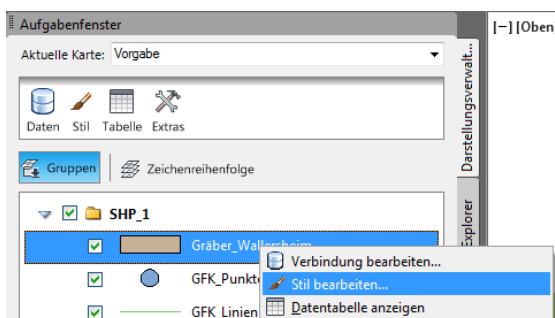 Aufgabenfenster
[−] [Oben
Aktuelle Karte: Vorgabe
Daten Stil Tabelle Extras
Darstellungsverwalt...
Gruppen Zeichenreihenfolge
Explorer
SHP_1
Gräber_Wallersheim
Verbindung bearbeiten...
GFK_Punkt
Stil bearbeiten...
GFK_Linien
Datentabelle anzeigen